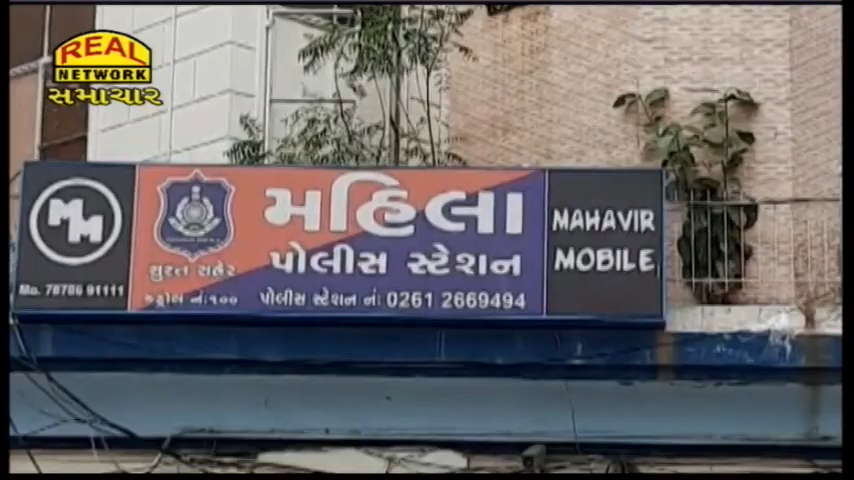 REAL
NETWORK
સમાચાર
MM
Mo. 78786 91111
સુરત શહેર
કંટ્રોલ નં:૧૦૦
મહિલા
પોલીસ સ્ટેશન
પોલીસ સ્ટેશન નં: 0261 2669494
MAHAVIR
MOBILE